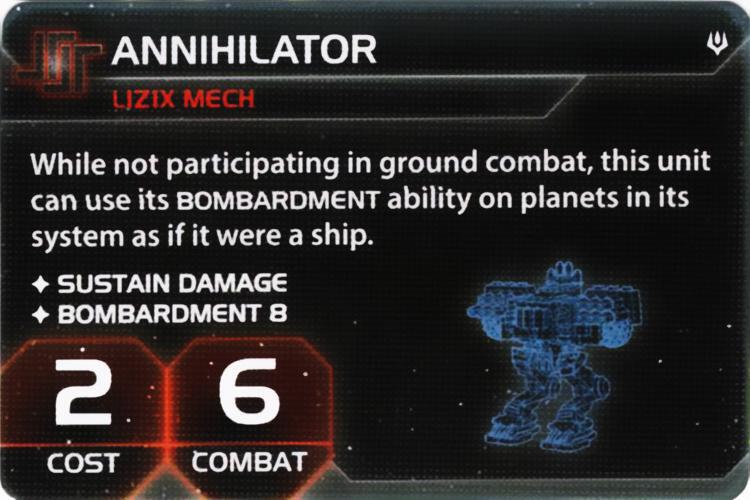 ANNIHILATOR
L1Z1X MECH
While not participating in ground combat, this unit
can use its BOMBARDMENT ability on planets in its
system as if it were a ship.
✦ SUSTAIN DAMAGE
✦ BOMBARDMENT 8
2 6
COST COMBAT